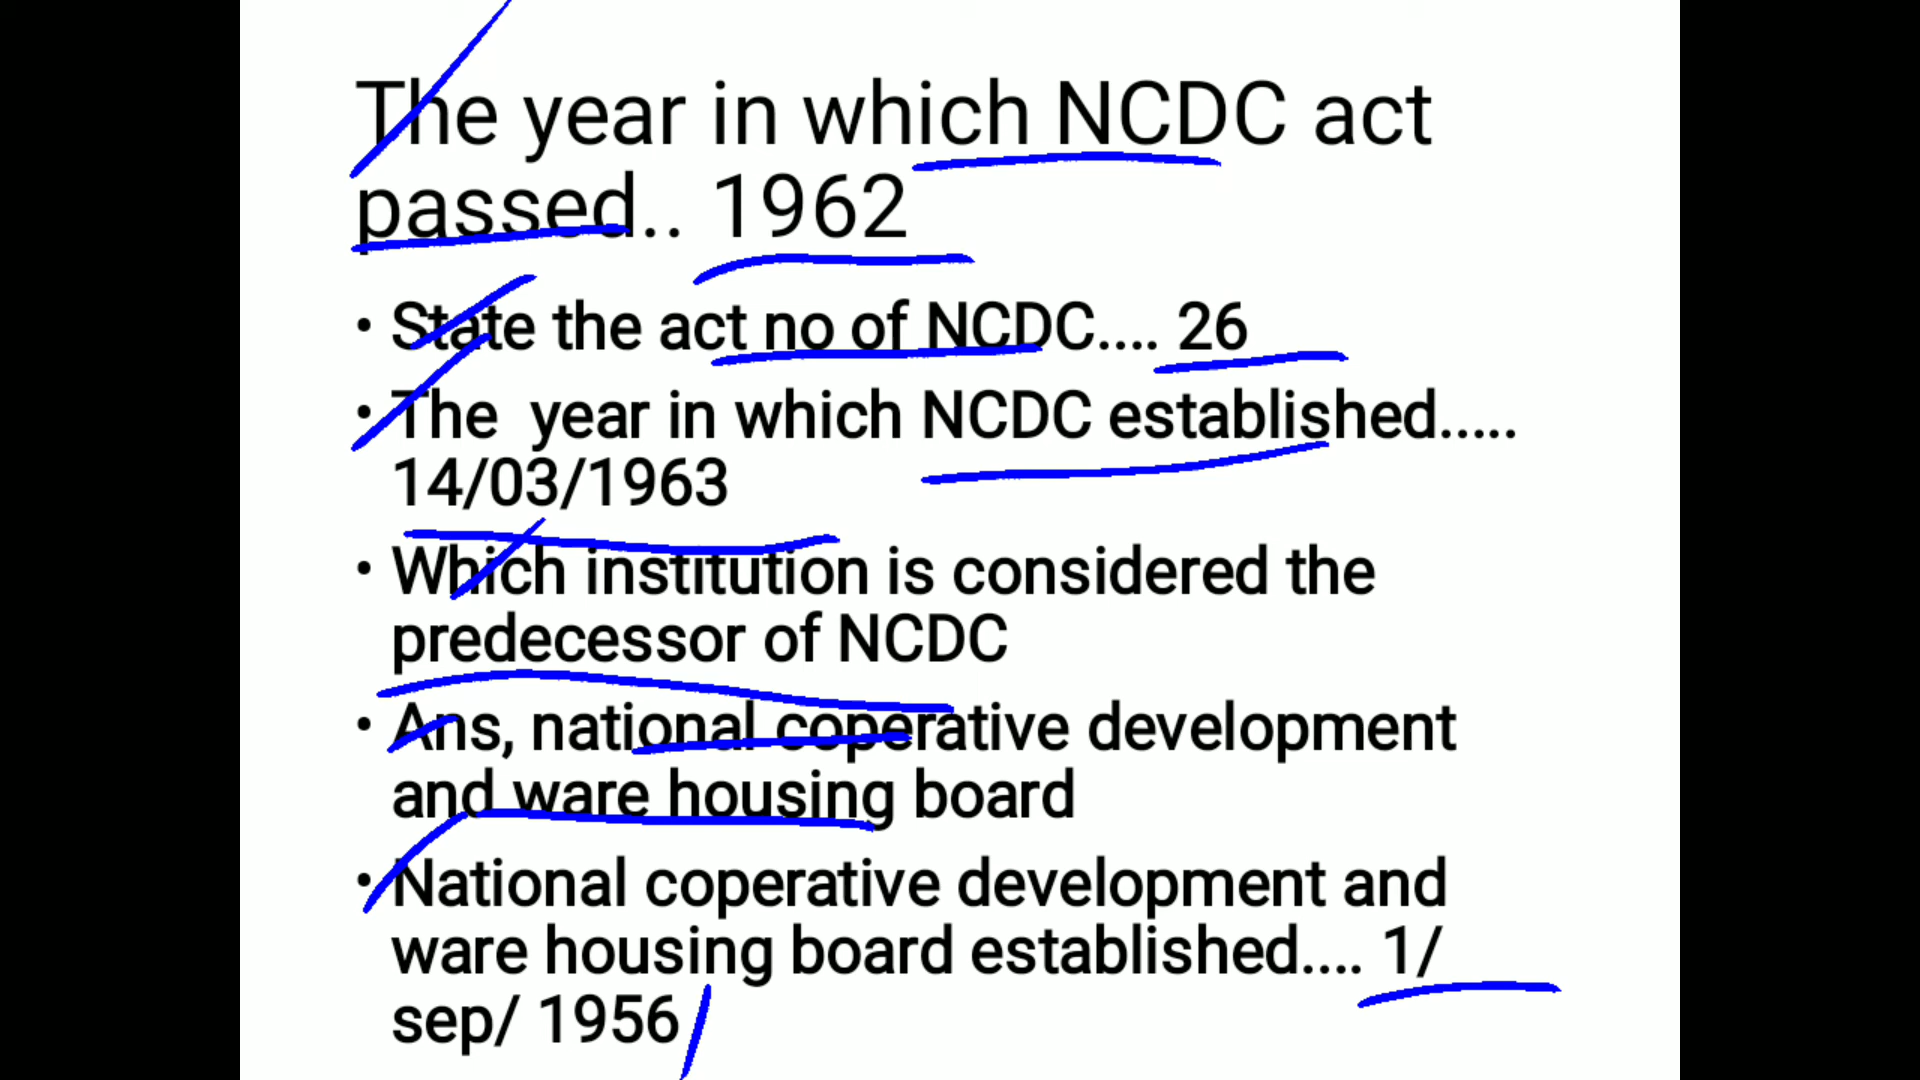 The year in which NCDC act
passed.. 1962
• State the act no of NCDC.... 26
• The  year in which NCDC established.....
14/03/1963
• Which institution is considered the
predecessor of NCDC
• Ans, national coperative development
and ware housing board
• National coperative development and
ware housing board established.... 1/
sep/ 1956